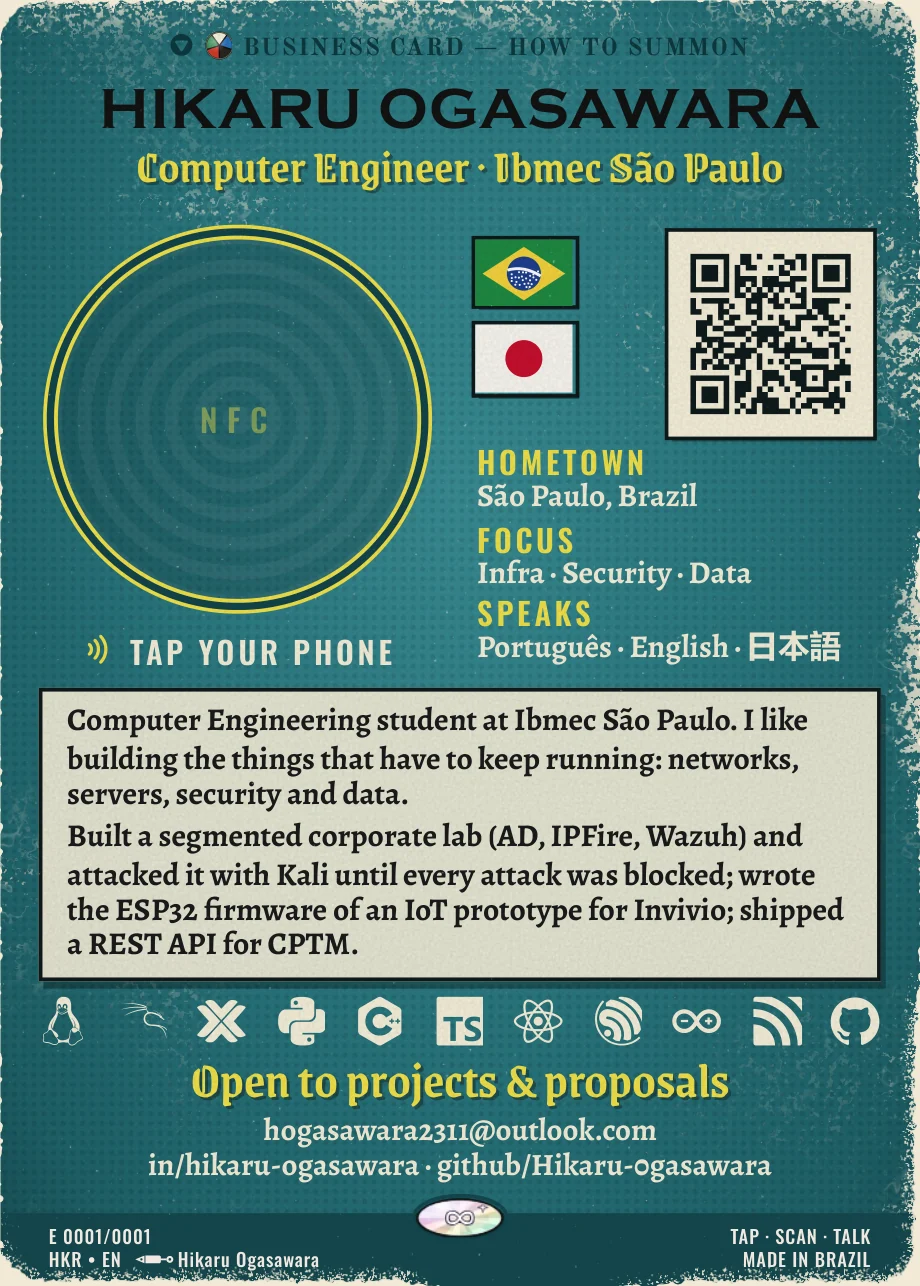 BUSINESS CARD — HOW TO SUMMON
HIKARU OGASAWARA
Computer Engineer · Ibmec São Paulo
NFC
TAP YOUR PHONE
HOMETOWN
São Paulo, Brazil
FOCUS
Infra · Security · Data
SPEAKS
Português · English · 日本語
Computer Engineering student at Ibmec São Paulo. I like
building the things that have to keep running: networks,
servers, security and data.
Built a segmented corporate lab (AD, IPFire, Wazuh) and
attacked it with Kali until every attack was blocked; wrote
the ESP32 firmware of an IoT prototype for Invivio; shipped
a REST API for CPTM.
C++
TS
Open to projects & proposals
hogasawara2311@outlook.com
in/hikaru-ogasawara · github/Hikaru-ogasawara
E 0001/0001
HKR • EN Hikaru Ogasawara
TAP · SCAN · TALK
MADE IN BRAZIL